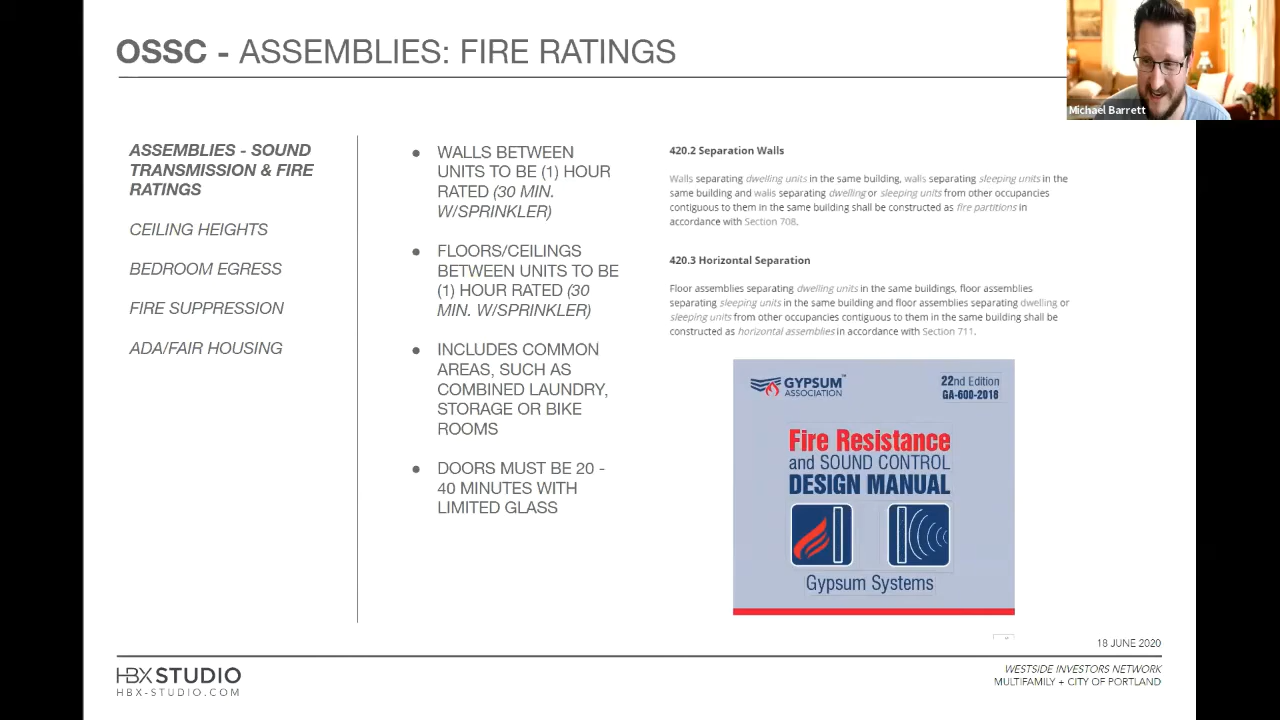 OSSC - ASSEMBLIES: FIRE RATINGS
Michael Barrett
ASSEMBLIES - SOUND
TRANSMISSION & FIRE
RATINGS
CEILING HEIGHTS
BEDROOM EGRESS
FIRE SUPPRESSION
ADA/FAIR HOUSING
● WALLS BETWEEN
UNITS TO BE (1) HOUR
RATED (30 MIN.
W/SPRINKLER)
● FLOORS/CEILINGS
BETWEEN UNITS TO BE
(1) HOUR RATED (30
MIN. W/SPRINKLER)
● INCLUDES COMMON
AREAS, SUCH AS
COMBINED LAUNDRY,
STORAGE OR BIKE
ROOMS
● DOORS MUST BE 20 -
40 MINUTES WITH
LIMITED GLASS
420.2 Separation Walls
Walls separating dwelling units in the same building, walls separating sleeping units in the
same building and walls separating dwelling or sleeping units from other occupancies
contiguous to them in the same building shall be constructed as fire partitions in
accordance with Section 708.
420.3 Horizontal Separation
Floor assemblies separating dwelling units in the same buildings, floor assemblies
separating sleeping units in the same building and floor assemblies separating dwelling or
sleeping units from other occupancies contiguous to them in the same building shall be
constructed as horizontal assemblies in accordance with Section 711.
GYPSUM™
ASSOCIATION
22nd Edition
GA-600-2018
Fire Resistance
and SOUND CONTROL
DESIGN MANUAL
Gypsum Systems
18 JUNE 2020
HBX STUDIO
HBX-STUDIO.COM
WESTSIDE INVESTORS NETWORK
MULTIFAMILY + CITY OF PORTLAND